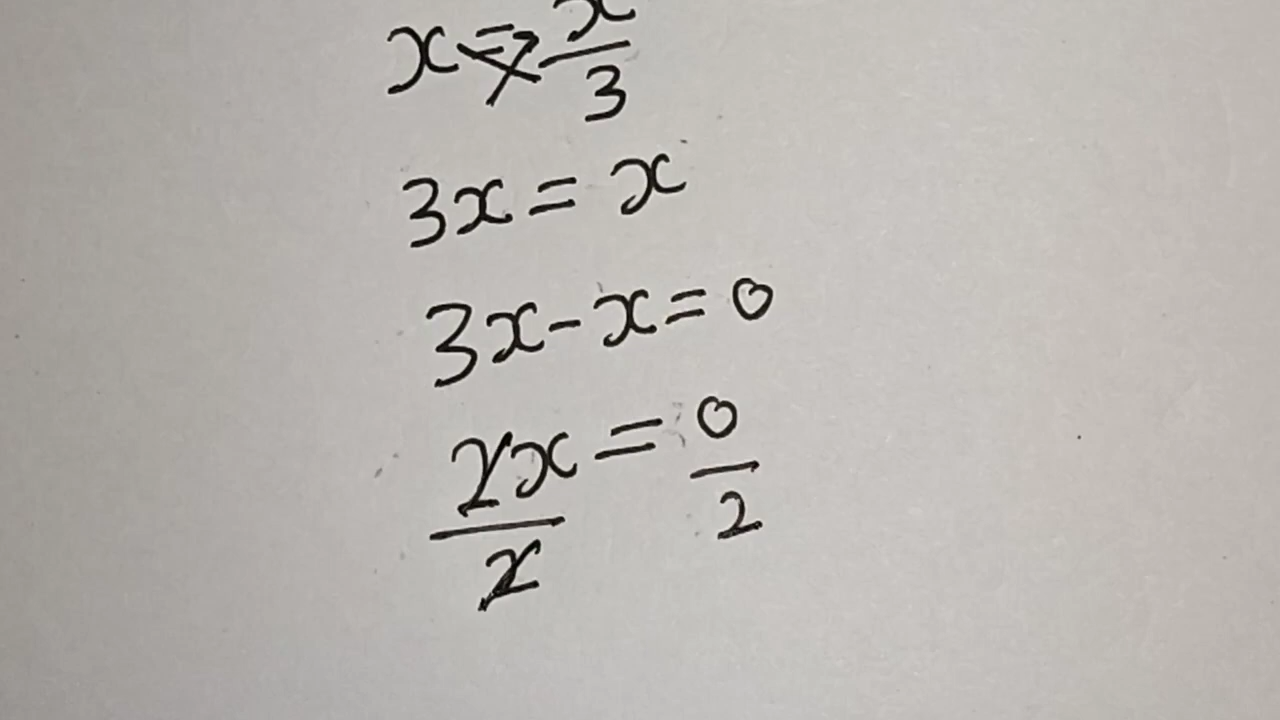 x = x/3
3x = x
3x - x = 0
2x/2 = 0/2